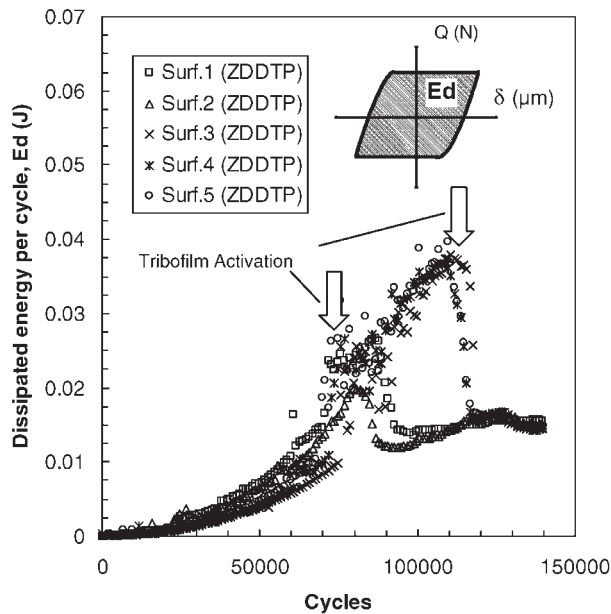 Q (N)
Ed
δ (μm)
Surf.1 (ZDDTP)
Surf.2 (ZDDTP)
Surf.3 (ZDDTP)
Surf.4 (ZDDTP)
Surf.5 (ZDDTP)
Tribofilm Activation
Dissipated energy per cycle, Ed (J)
0.07
0.06
0.05
0.04
0.03
0.02
0.01
0
0 50000 100000 150000
Cycles